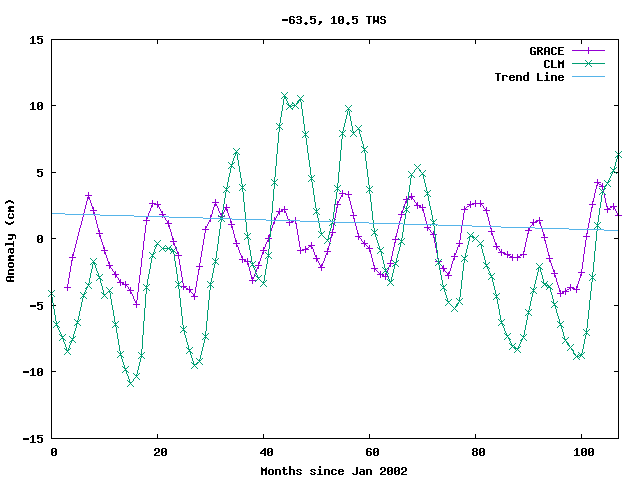 -63.5, 10.5 TWS
GRACE
CLM
Trend Line
15
10
5
0
-5
-10
-15
Anomaly (cm)
0 20 40 60 80 100
Months since Jan 2002